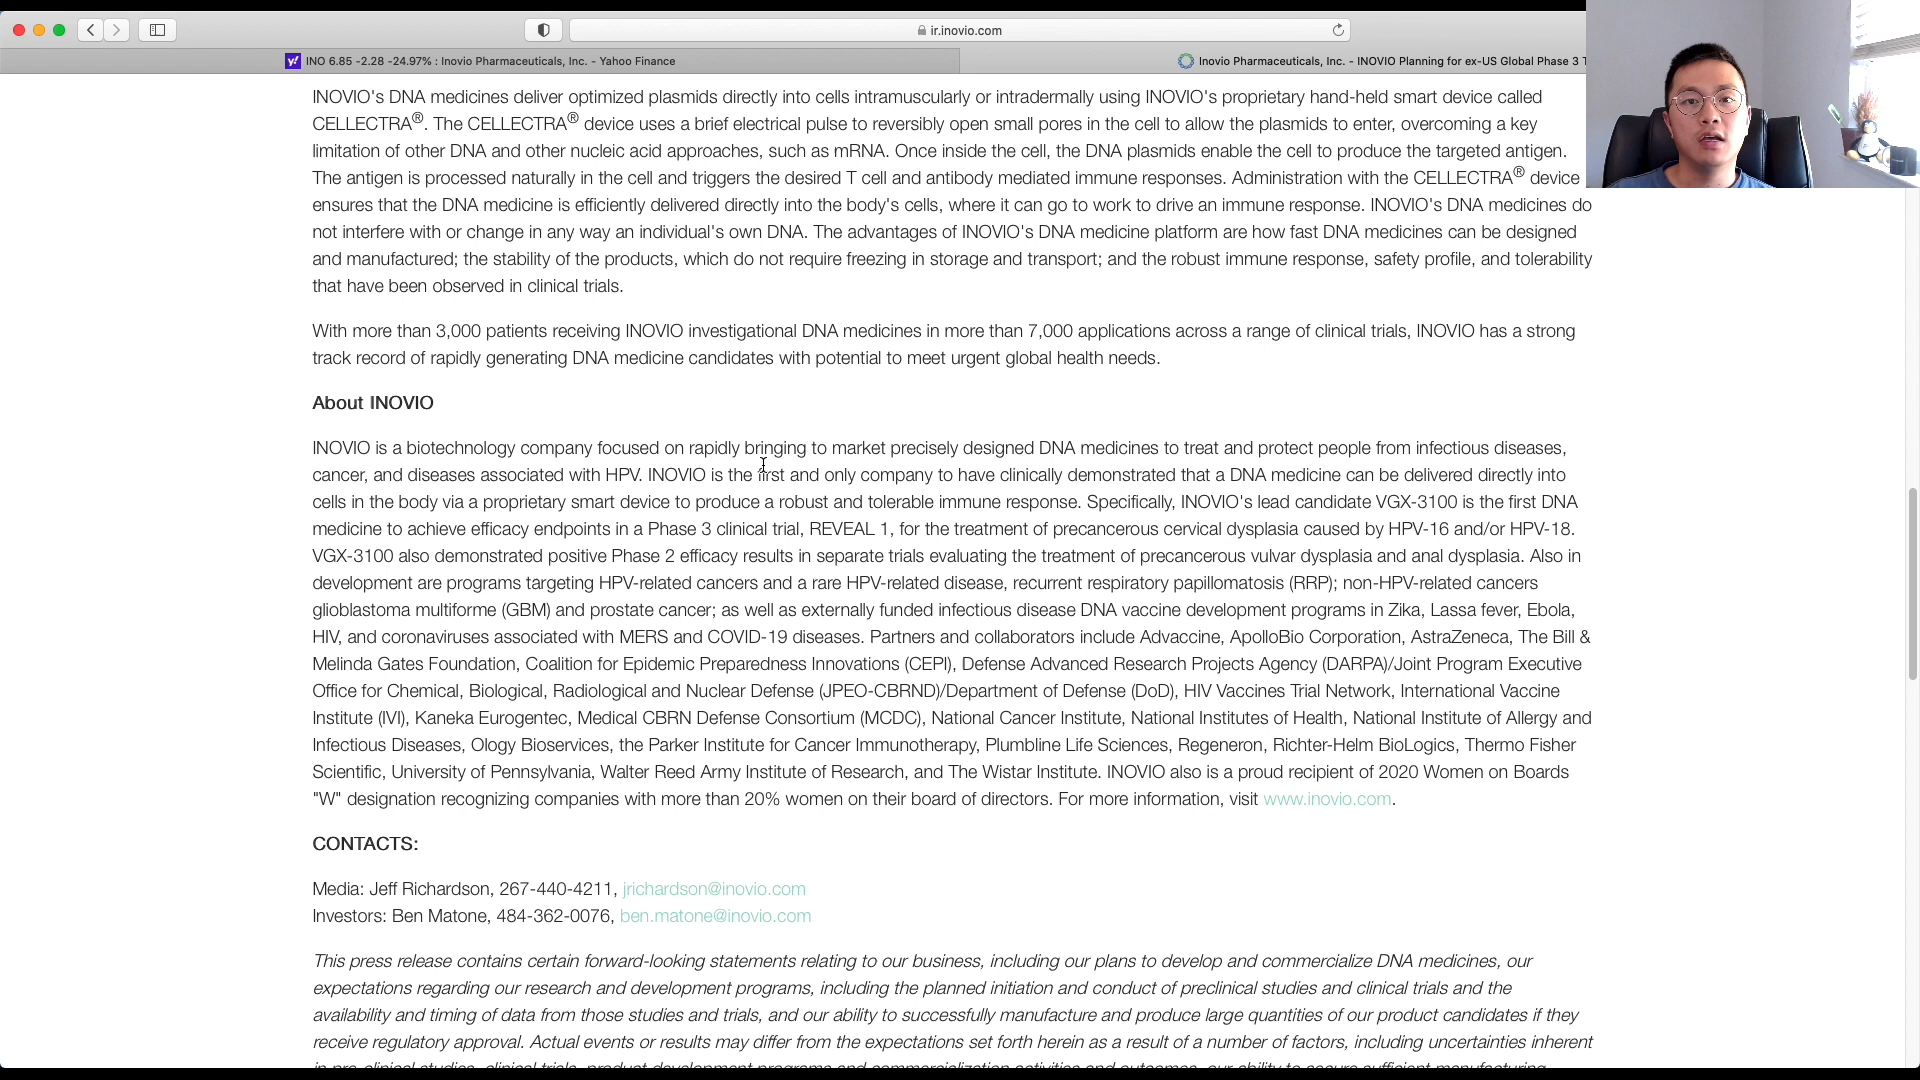 ir.inovio.com
INO 6.85 -2.28 -24.97% : Inovio Pharmaceuticals, Inc. - Yahoo Finance
Inovio Pharmaceuticals, Inc. - INOVIO Planning for ex-US Global Phase 3 T
INOVIO's DNA medicines deliver optimized plasmids directly into cells intramuscularly or intradermally using INOVIO's proprietary hand-held smart device called
CELLECTRA®. The CELLECTRA® device uses a brief electrical pulse to reversibly open small pores in the cell to allow the plasmids to enter, overcoming a key
limitation of other DNA and other nucleic acid approaches, such as mRNA. Once inside the cell, the DNA plasmids enable the cell to produce the targeted antigen.
The antigen is processed naturally in the cell and triggers the desired T cell and antibody mediated immune responses. Administration with the CELLECTRA® device
ensures that the DNA medicine is efficiently delivered directly into the body's cells, where it can go to work to drive an immune response. INOVIO's DNA medicines do
not interfere with or change in any way an individual's own DNA. The advantages of INOVIO's DNA medicine platform are how fast DNA medicines can be designed
and manufactured; the stability of the products, which do not require freezing in storage and transport; and the robust immune response, safety profile, and tolerability
that have been observed in clinical trials.
With more than 3,000 patients receiving INOVIO investigational DNA medicines in more than 7,000 applications across a range of clinical trials, INOVIO has a strong
track record of rapidly generating DNA medicine candidates with potential to meet urgent global health needs.
About INOVIO
INOVIO is a biotechnology company focused on rapidly bringing to market precisely designed DNA medicines to treat and protect people from infectious diseases,
cancer, and diseases associated with HPV. INOVIO is the first and only company to have clinically demonstrated that a DNA medicine can be delivered directly into
cells in the body via a proprietary smart device to produce a robust and tolerable immune response. Specifically, INOVIO's lead candidate VGX-3100 is the first DNA
medicine to achieve efficacy endpoints in a Phase 3 clinical trial, REVEAL 1, for the treatment of precancerous cervical dysplasia caused by HPV-16 and/or HPV-18.
VGX-3100 also demonstrated positive Phase 2 efficacy results in separate trials evaluating the treatment of precancerous vulvar dysplasia and anal dysplasia. Also in
development are programs targeting HPV-related cancers and a rare HPV-related disease, recurrent respiratory papillomatosis (RRP); non-HPV-related cancers
glioblastoma multiforme (GBM) and prostate cancer; as well as externally funded infectious disease DNA vaccine development programs in Zika, Lassa fever, Ebola,
HIV, and coronaviruses associated with MERS and COVID-19 diseases. Partners and collaborators include Advaccine, ApolloBio Corporation, AstraZeneca, The Bill &
Melinda Gates Foundation, Coalition for Epidemic Preparedness Innovations (CEPI), Defense Advanced Research Projects Agency (DARPA)/Joint Program Executive
Office for Chemical, Biological, Radiological and Nuclear Defense (JPEO-CBRND)/Department of Defense (DoD), HIV Vaccines Trial Network, International Vaccine
Institute (IVI), Kaneka Eurogentec, Medical CBRN Defense Consortium (MCDC), National Cancer Institute, National Institutes of Health, National Institute of Allergy and
Infectious Diseases, Ology Bioservices, the Parker Institute for Cancer Immunotherapy, Plumbline Life Sciences, Regeneron, Richter-Helm BioLogics, Thermo Fisher
Scientific, University of Pennsylvania, Walter Reed Army Institute of Research, and The Wistar Institute. INOVIO also is a proud recipient of 2020 Women on Boards
"W" designation recognizing companies with more than 20% women on their board of directors. For more information, visit www.inovio.com.
CONTACTS:
Media: Jeff Richardson, 267-440-4211, jrichardson@inovio.com
Investors: Ben Matone, 484-362-0076, ben.matone@inovio.com
This press release contains certain forward-looking statements relating to our business, including our plans to develop and commercialize DNA medicines, our
expectations regarding our research and development programs, including the planned initiation and conduct of preclinical studies and clinical trials and the
availability and timing of data from those studies and trials, and our ability to successfully manufacture and produce large quantities of our product candidates if they
receive regulatory approval. Actual events or results may differ from the expectations set forth herein as a result of a number of factors, including uncertainties inherent
in pre-clinical studies, clinical trials, product development programs and commercialization activities and outcomes, our ability to secure sufficient manufacturing